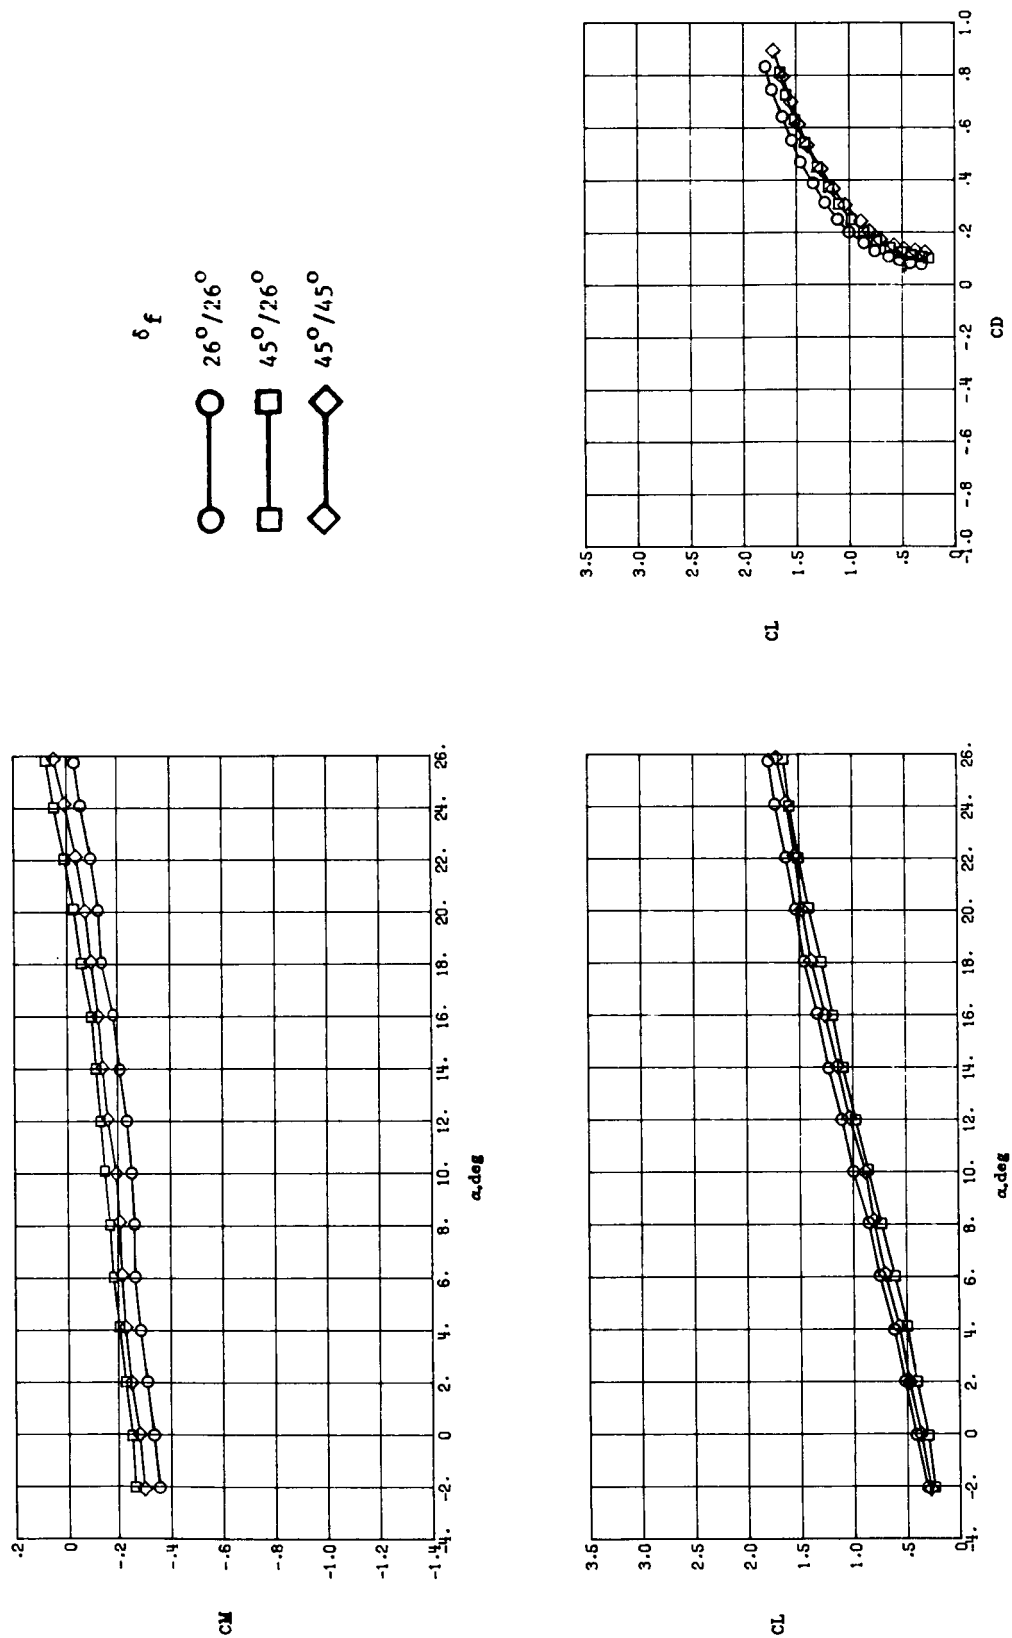 δf
26°/26°
45°/26°
45°/45°
CM
.2
0
-.2
-.4
-.6
-.8
-1.0
-1.2
-1.4
-4. -2. 0 2. 4. 6. 8. 10. 12. 14. 16. 18. 20. 22. 24. 26.
α,deg
CL
3.5
3.0
2.5
2.0
1.5
1.0
.5
0
-4. -2. 0 2. 4. 6. 8. 10. 12. 14. 16. 18. 20. 22. 24. 26.
α,deg
CL
3.5
3.0
2.5
2.0
1.5
1.0
.5
0
-1.0 -.8 -.6 -.4 -.2 0 .2 .4 .6 .8 1.0
CD